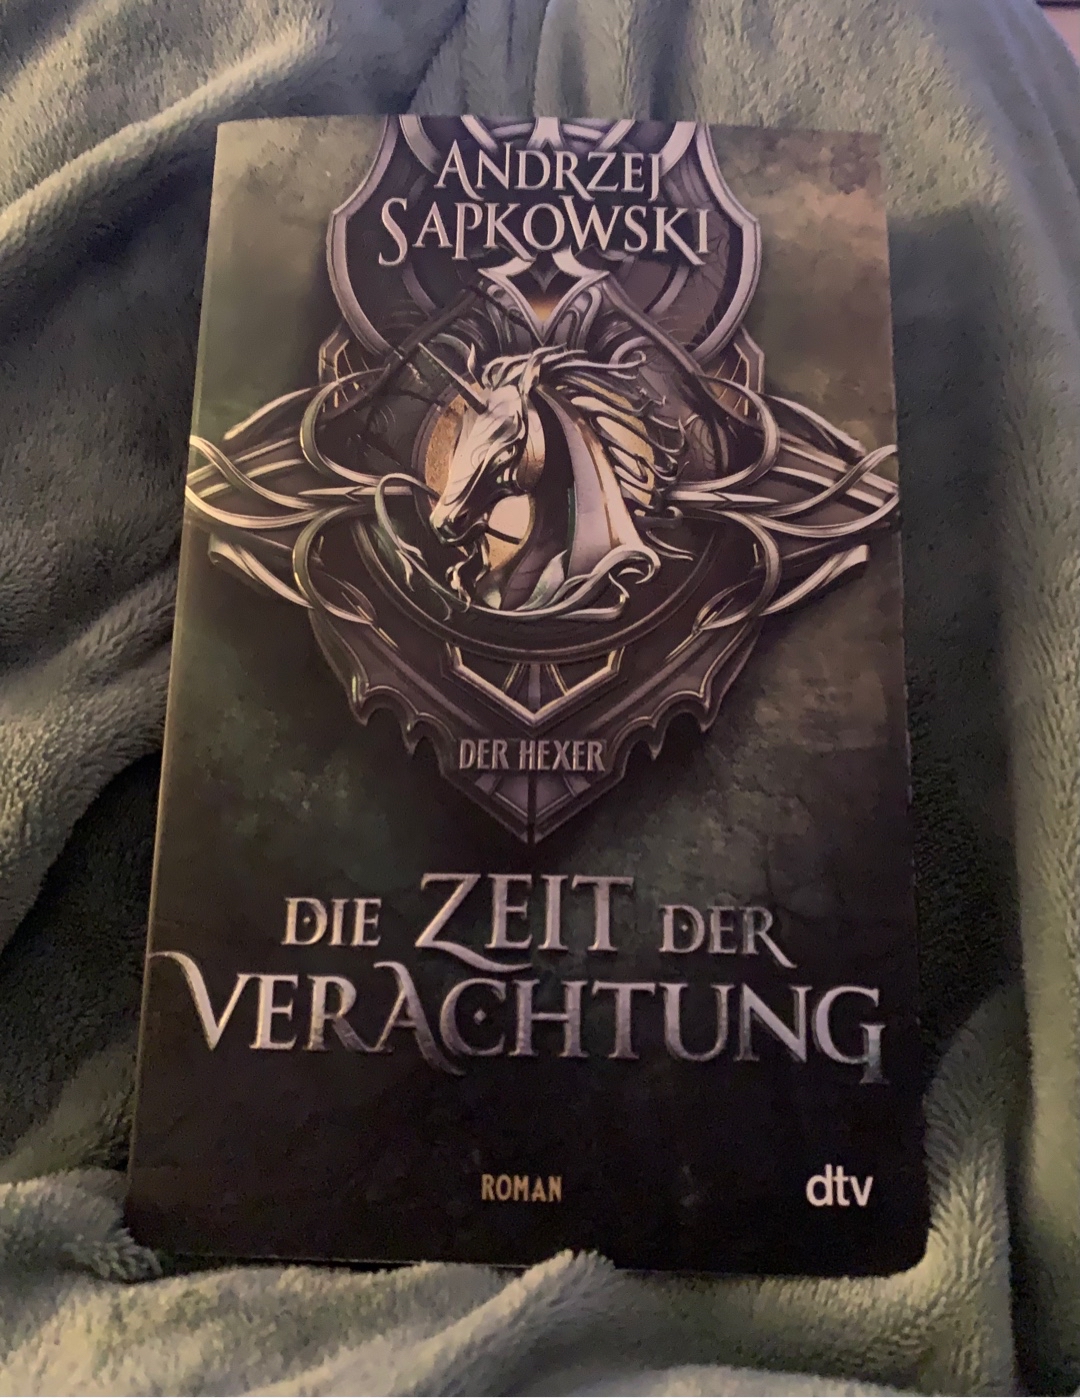 ANDRZEJ
SAPKOWSKI
DER HEXER
DIE ZEIT DER
VERACHTUNG
ROMAN
dtv